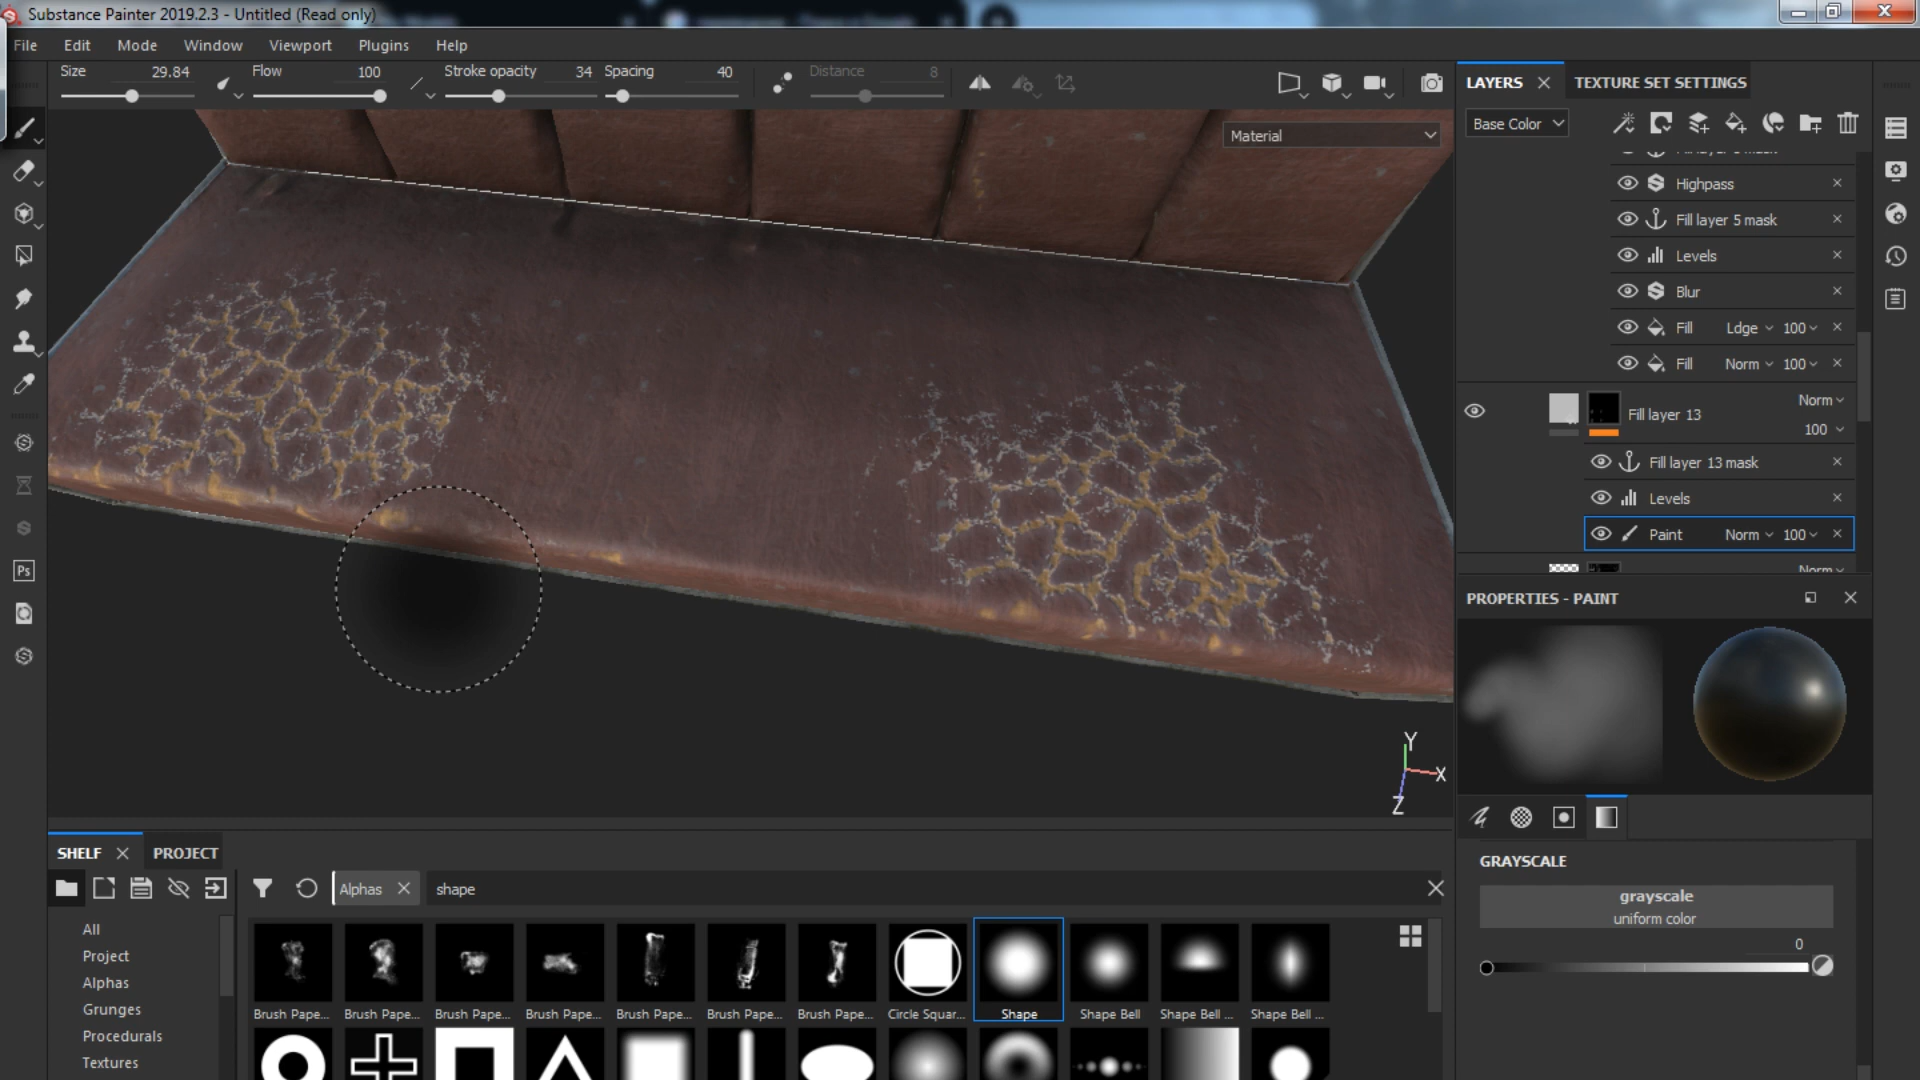 Substance Painter 2019.2.3 - Untitled (Read only)
File Edit Mode Window Viewport Plugins Help
Size 29.84 Flow 100 Stroke opacity 34 Spacing 40 Distance 8
Material
LAYERS TEXTURE SET SETTINGS
Base Color
Highpass
Fill layer 5 mask
Levels
Blur
Fill Ldge 100
Fill Norm 100
Norm
Fill layer 13
100
Fill layer 13 mask
Levels
Paint Norm 100
Norm
PROPERTIES - PAINT
Y
X
Z
GRAYSCALE
grayscale
uniform color
0
SHELF PROJECT
Alphas shape
All
Project
Alphas
Grunges
Procedurals
Textures
Brush Pape... Brush Pape... Brush Pape... Brush Pape... Brush Pape... Brush Pape... Brush Pape... Circle Squar... Shape Shape Bell Shape Bell ... Shape Bell ...
Ps